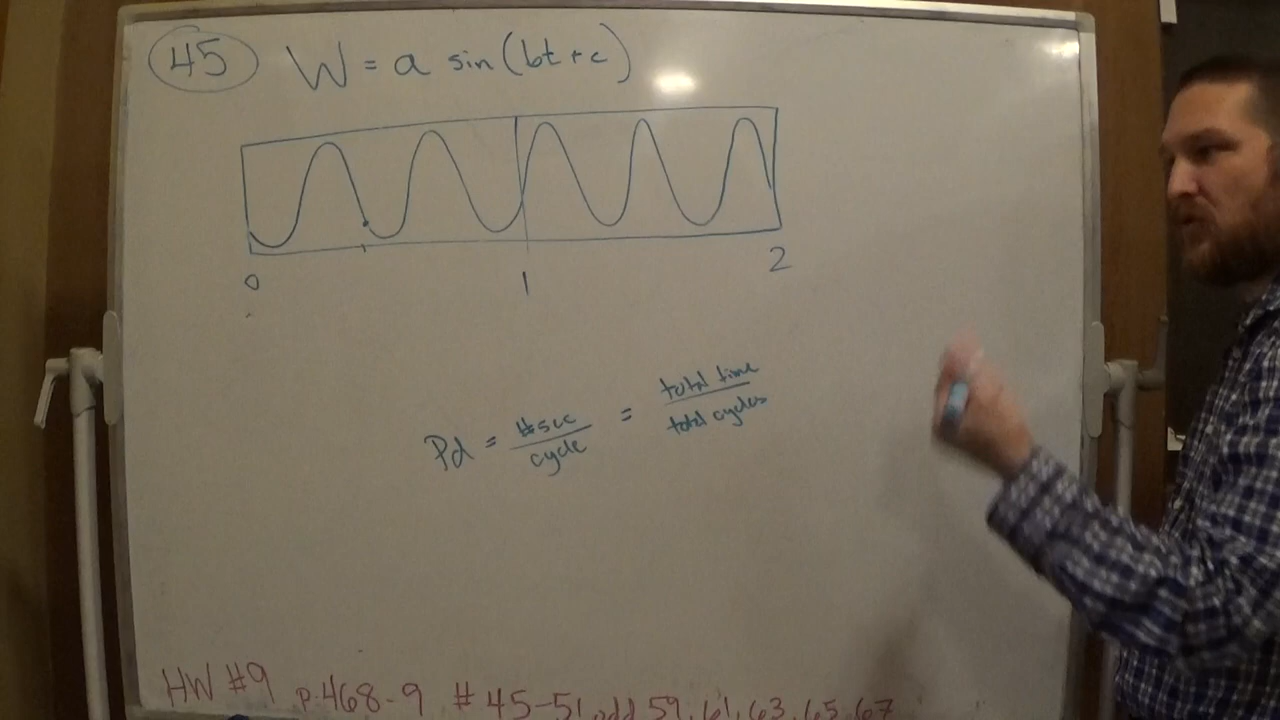 45 W = a sin(bt+c)
0 1 2
Pd = #sec/cycle = total time/total cycles
HW #9 p.468-9 # 45-51 odd 59, 61, 63, 65, 67